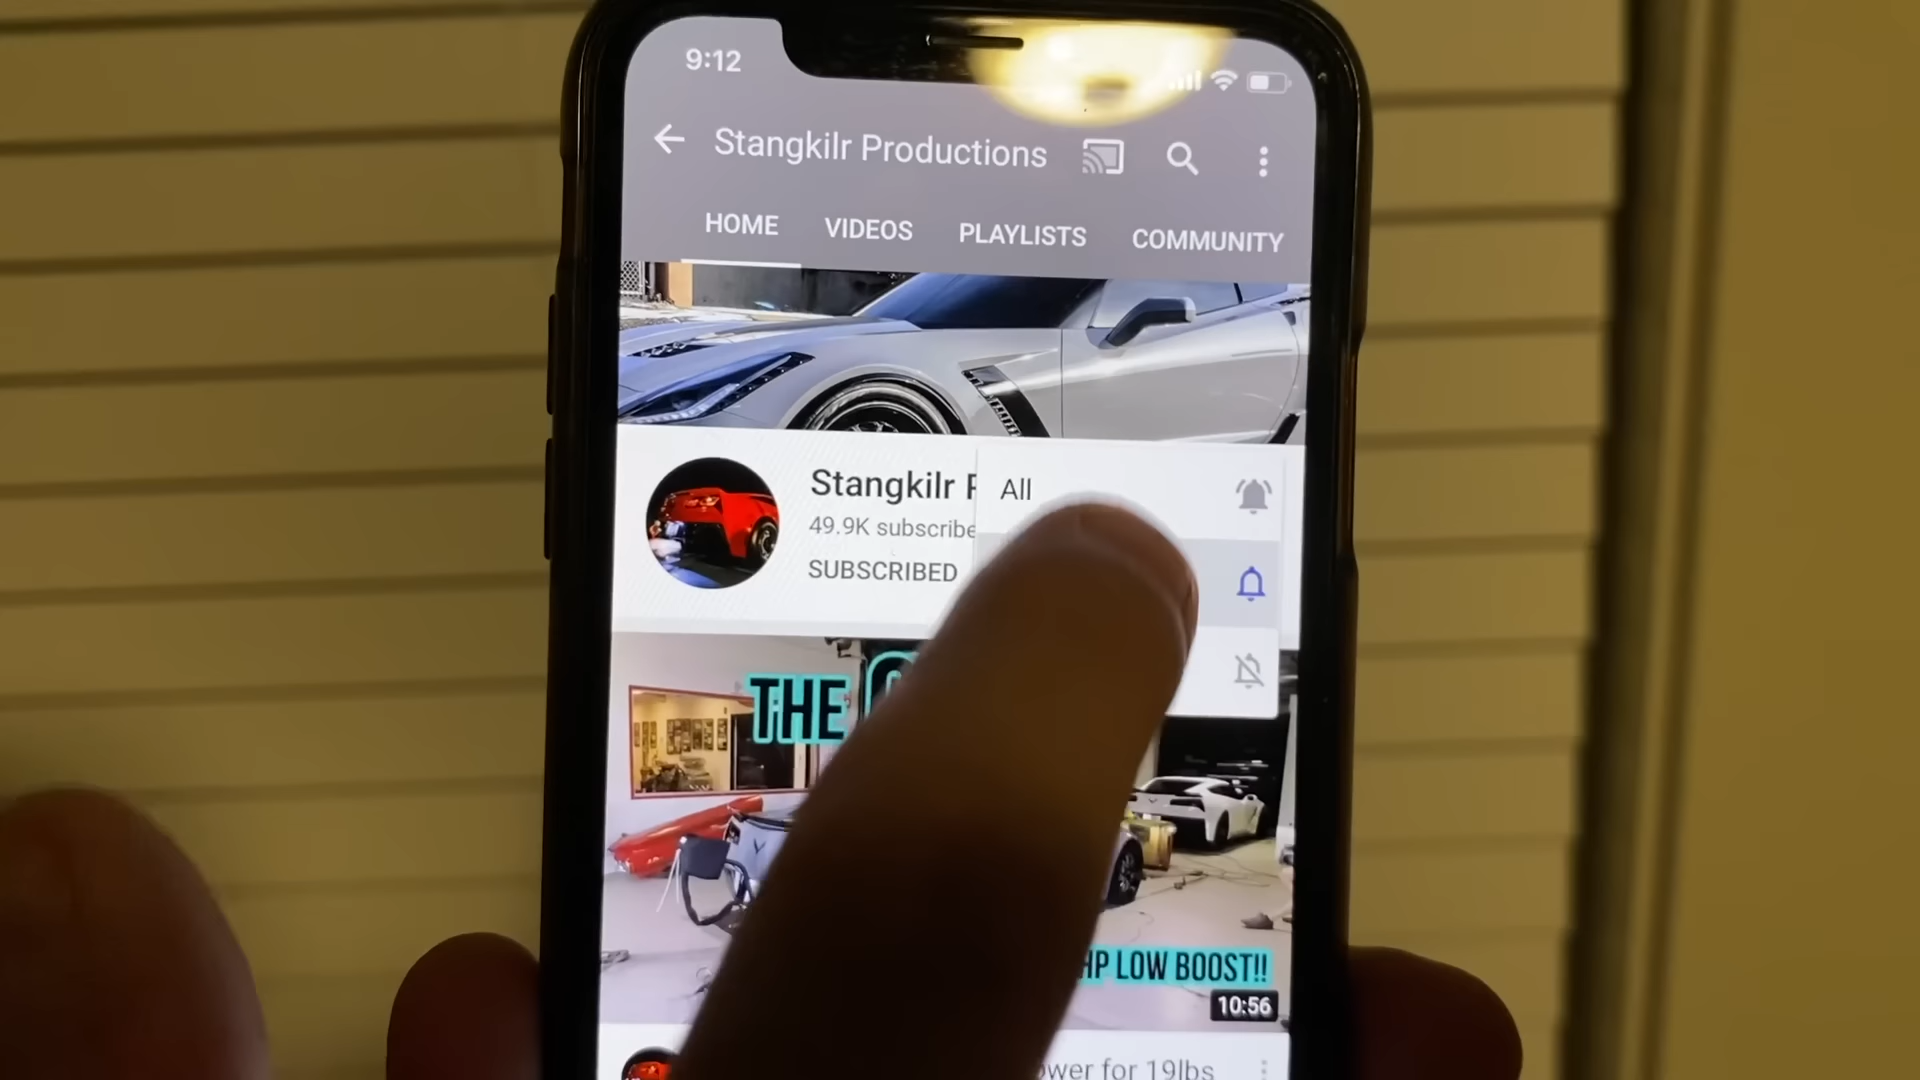 9:12
Stangkilr Productions
HOME VIDEOS PLAYLISTS COMMUNITY
Stangkilr
All
49.9K
SUBSCRIBED
THE
HP LOW BOOST!!
10:56
for 19lbs